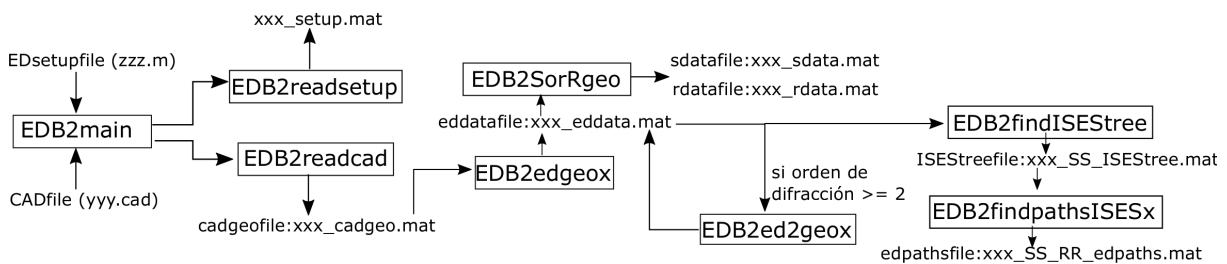 xxx_setup.mat
EDsetupfile (zzz.m)
EDB2readsetup
EDB2main
EDB2readcad
CADfile (yyy.cad)
cadgeofile:xxx_cadgeo.mat
EDB2SorRgeo
sdatafile:xxx_sdata.mat
rdatafile:xxx_rdata.mat
eddatafile:xxx_eddata.mat
EDB2edgeox
si orden de
difracción >= 2
EDB2ed2geox
EDB2findISEStree
ISEStreefile:xxx_SS_ISEStree.mat
EDB2findpathsISESx
edpathsfile:xxx_SS_RR_edpaths.mat